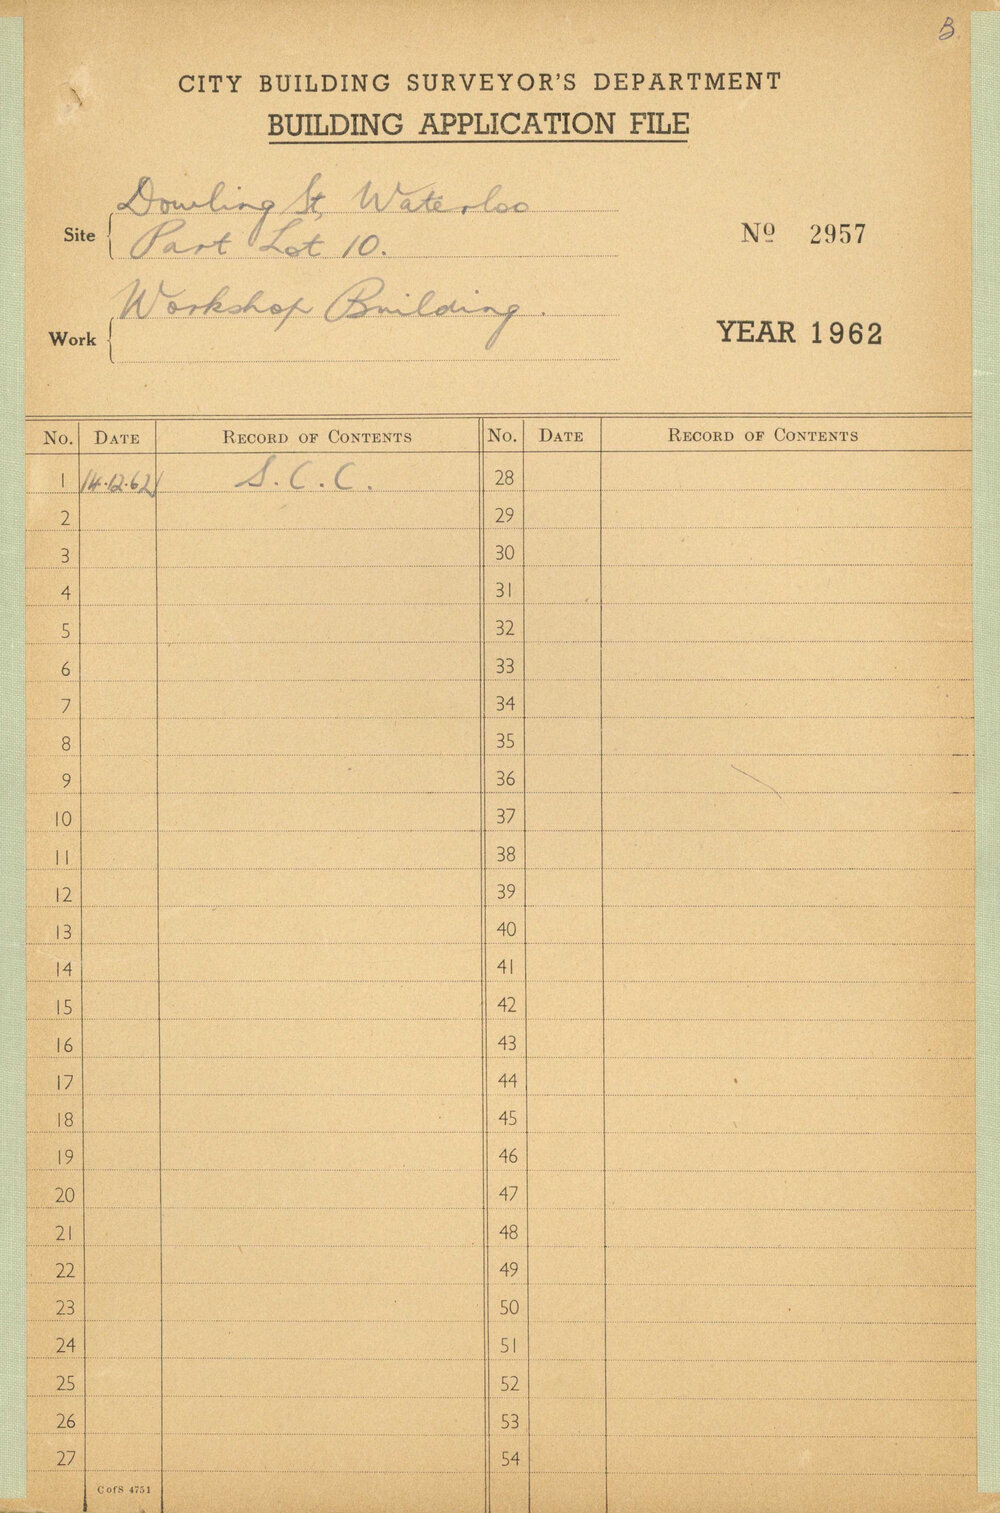 B.
CITY BUILDING SURVEYOR'S DEPARTMENT
BUILDING APPLICATION FILE
Site Dowling St, Waterloo
Part Lot 10.
Nº 2957
Work Workshop Building.
YEAR 1962
No. DATE RECORD OF CONTENTS No. DATE RECORD OF CONTENTS
1 14.12.62 S.C.C. 28
2 29
3 30
4 31
5 32
6 33
7 34
8 35
9 36
10 37
11 38
12 39
13 40
14 41
15 42
16 43
17 44
18 45
19 46
20 47
21 48
22 49
23 50
24 51
25 52
26 53
27 54
C of S 4751